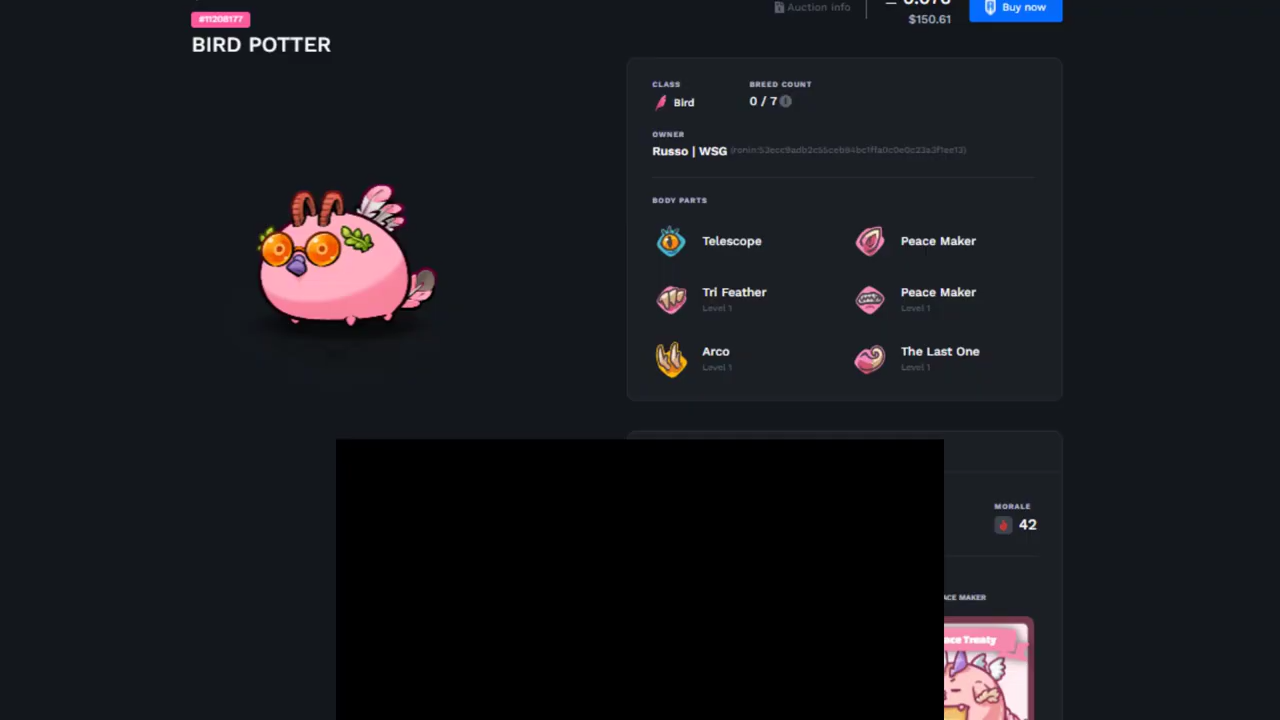 #11208177
BIRD POTTER
Auction info
$150.61
Buy now
CLASS
Bird
BREED COUNT
0 / 7
OWNER
Russo | WSG
BODY PARTS
Telescope
Peace Maker
Tri Feather
Level 1
Peace Maker
Level 1
Arco
Level 1
The Last One
Level 1
MORALE
42
MAKER
Treaty